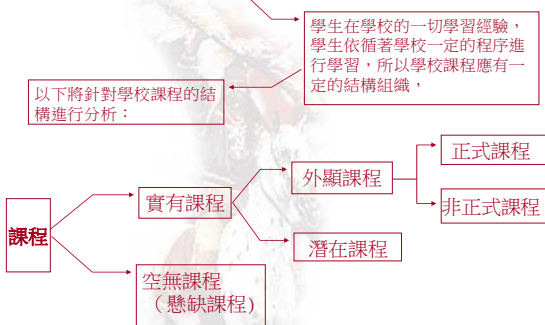 學生在學校的一切學習經驗，
學生依循著學校一定的程序進
行學習，所以學校課程應有一
定的結構組織，
以下將針對學校課程的結
構進行分析：
課程
實有課程
外顯課程
正式課程
非正式課程
潛在課程
空無課程
（懸缺課程)